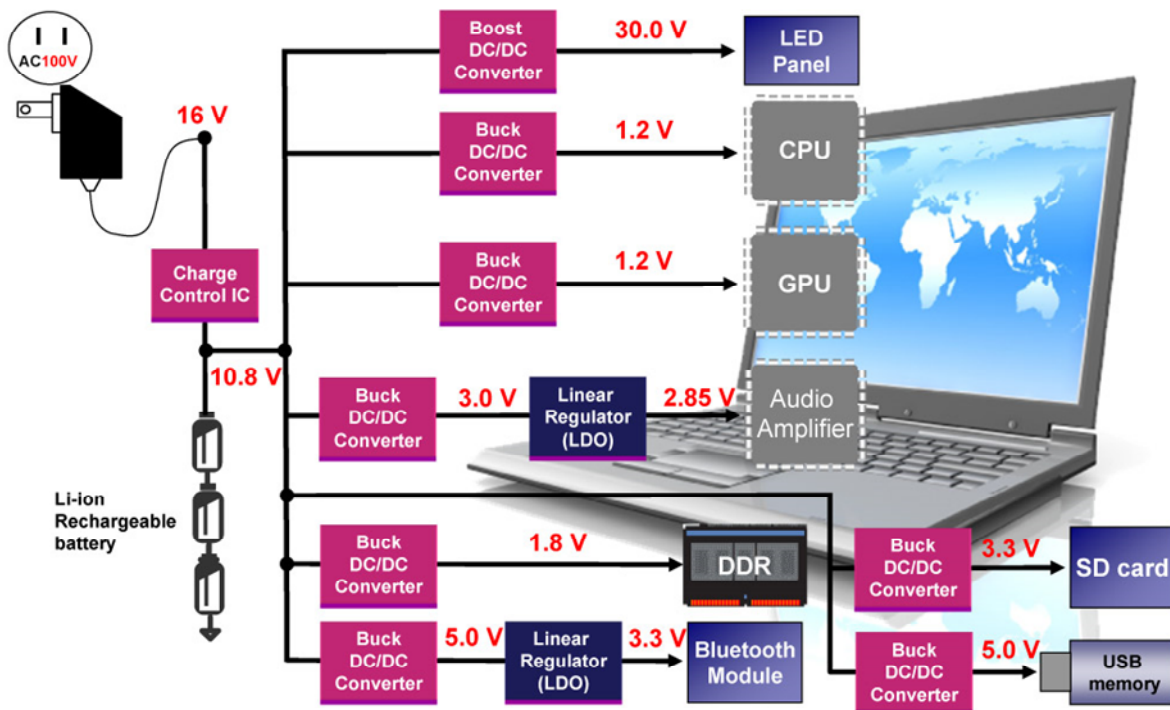 AC100V
16 V
Charge
Control IC
10.8 V
Li-ion
Rechargeable
battery
Boost
DC/DC
Converter
30.0 V
LED
Panel
Buck
DC/DC
Converter
1.2 V
CPU
Buck
DC/DC
Converter
1.2 V
GPU
Buck
DC/DC
Converter
3.0 V
Linear
Regulator
(LDO)
2.85 V
Audio
Amplifier
Buck
DC/DC
Converter
1.8 V
DDR
Buck
DC/DC
Converter
3.3 V
SD card
Buck
DC/DC
Converter
5.0 V
Linear
Regulator
(LDO)
3.3 V
Bluetooth
Module
Buck
DC/DC
Converter
5.0 V
USB
memory